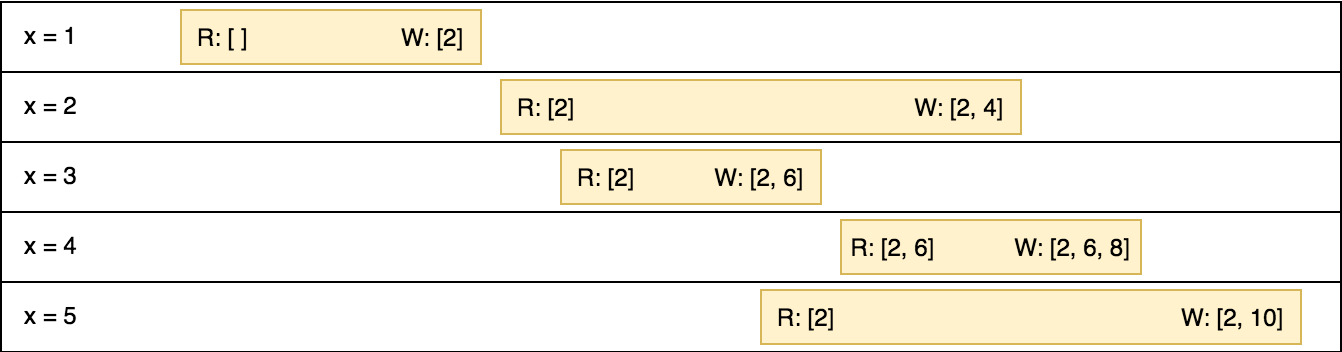 x = 1 R: [ ] W: [2]
x = 2 R: [2] W: [2, 4]
x = 3 R: [2] W: [2, 6]
x = 4 R: [2, 6] W: [2, 6, 8]
x = 5 R: [2] W: [2, 10]